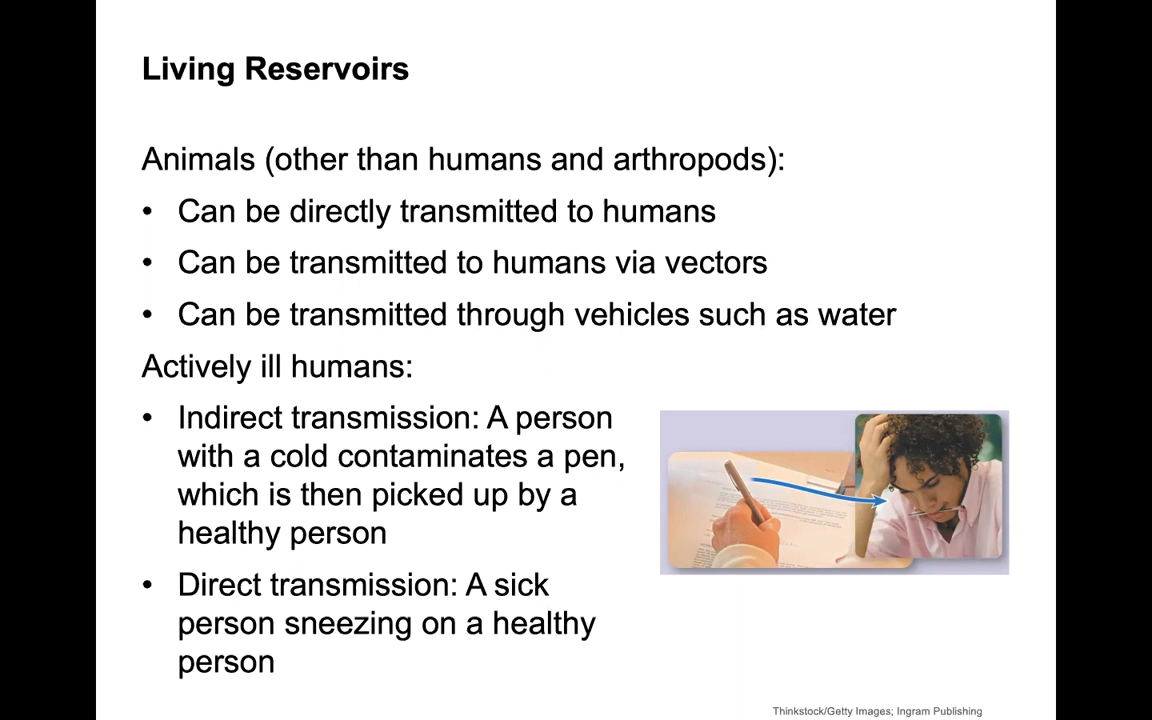 Living Reservoirs
Animals (other than humans and arthropods):
• Can be directly transmitted to humans
• Can be transmitted to humans via vectors
• Can be transmitted through vehicles such as water
Actively ill humans:
• Indirect transmission: A person
with a cold contaminates a pen,
which is then picked up by a
healthy person
• Direct transmission: A sick
person sneezing on a healthy
person
Thinkstock/Getty Images; Ingram Publishing